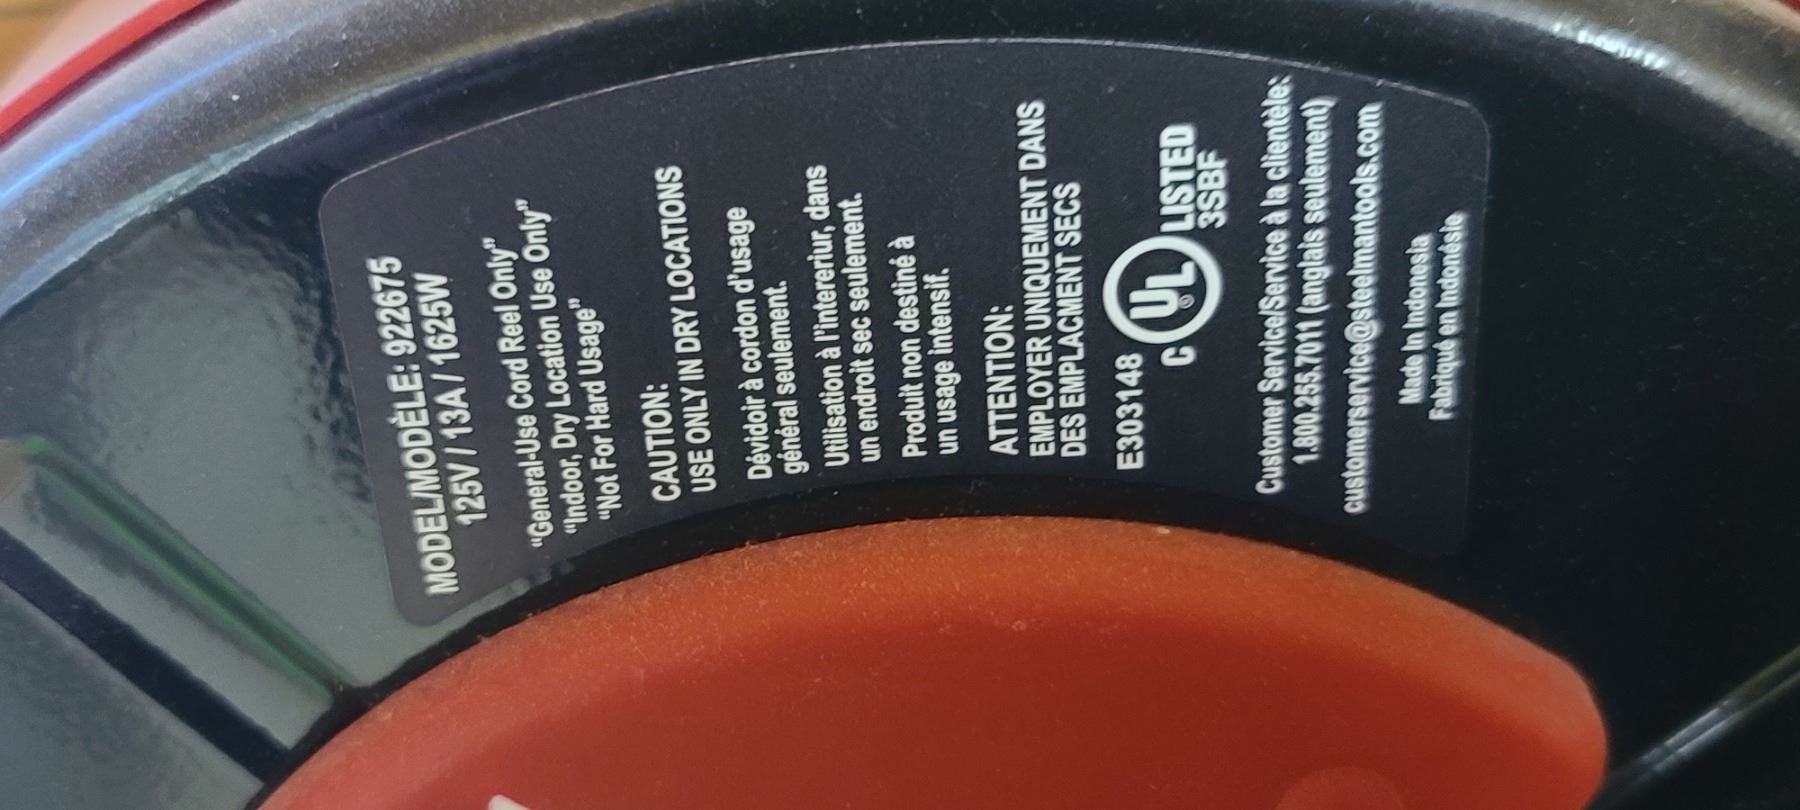 MODEL/MODÈLE: 922675
125V / 13A / 1625W
“General-Use Cord Reel Only”
“Indoor, Dry Location Use Only”
“Not For Hard Usage”
CAUTION:
USE ONLY IN DRY LOCATIONS
Dévidoir à cordon d'usage
général seulement.
Utilisation à l'intereriur, dans
un endroit sec seulement.
Produit non destiné à
un usage intensif.
ATTENTION:
EMPLOYER UNIQUEMENT DANS
DES EMPLACMENT SECS
E303148
C UL ® LISTED
3SBF
Customer Service/Service à la clientèle:
1.800.255.7011 (anglais seulement)
customerservice@steelmantools.com
Made in Indonesia
Fabriqué en Indonésie